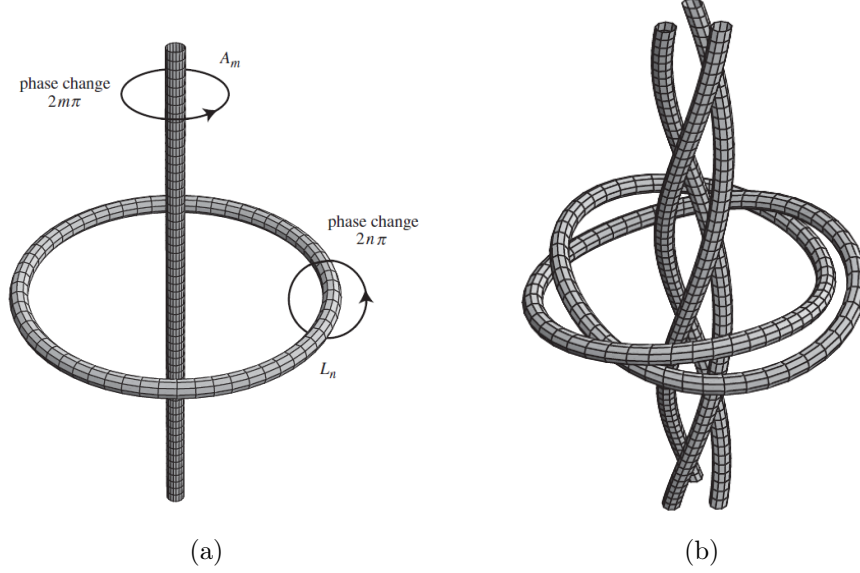 A_m
phase change
2mπ
phase change
2nπ
L_n
(a)
(b)